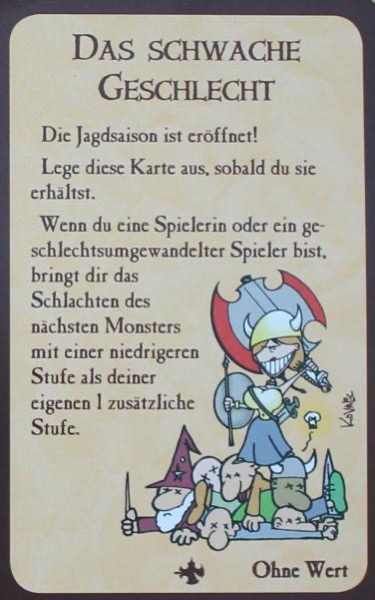 DAS SCHWACHE
GESCHLECHT
Die Jagdsaison ist eröffnet!
Lege diese Karte aus, sobald du sie
erhältst.
Wenn du eine Spielerin oder ein ge-
schlechtsumgewandelter Spieler bist,
bringt dir das
Schlachten des
nächsten Monsters
mit einer niedrigeren
Stufe als deiner
eigenen 1 zusätzliche
Stufe.
KOVALIC
Ohne Wert